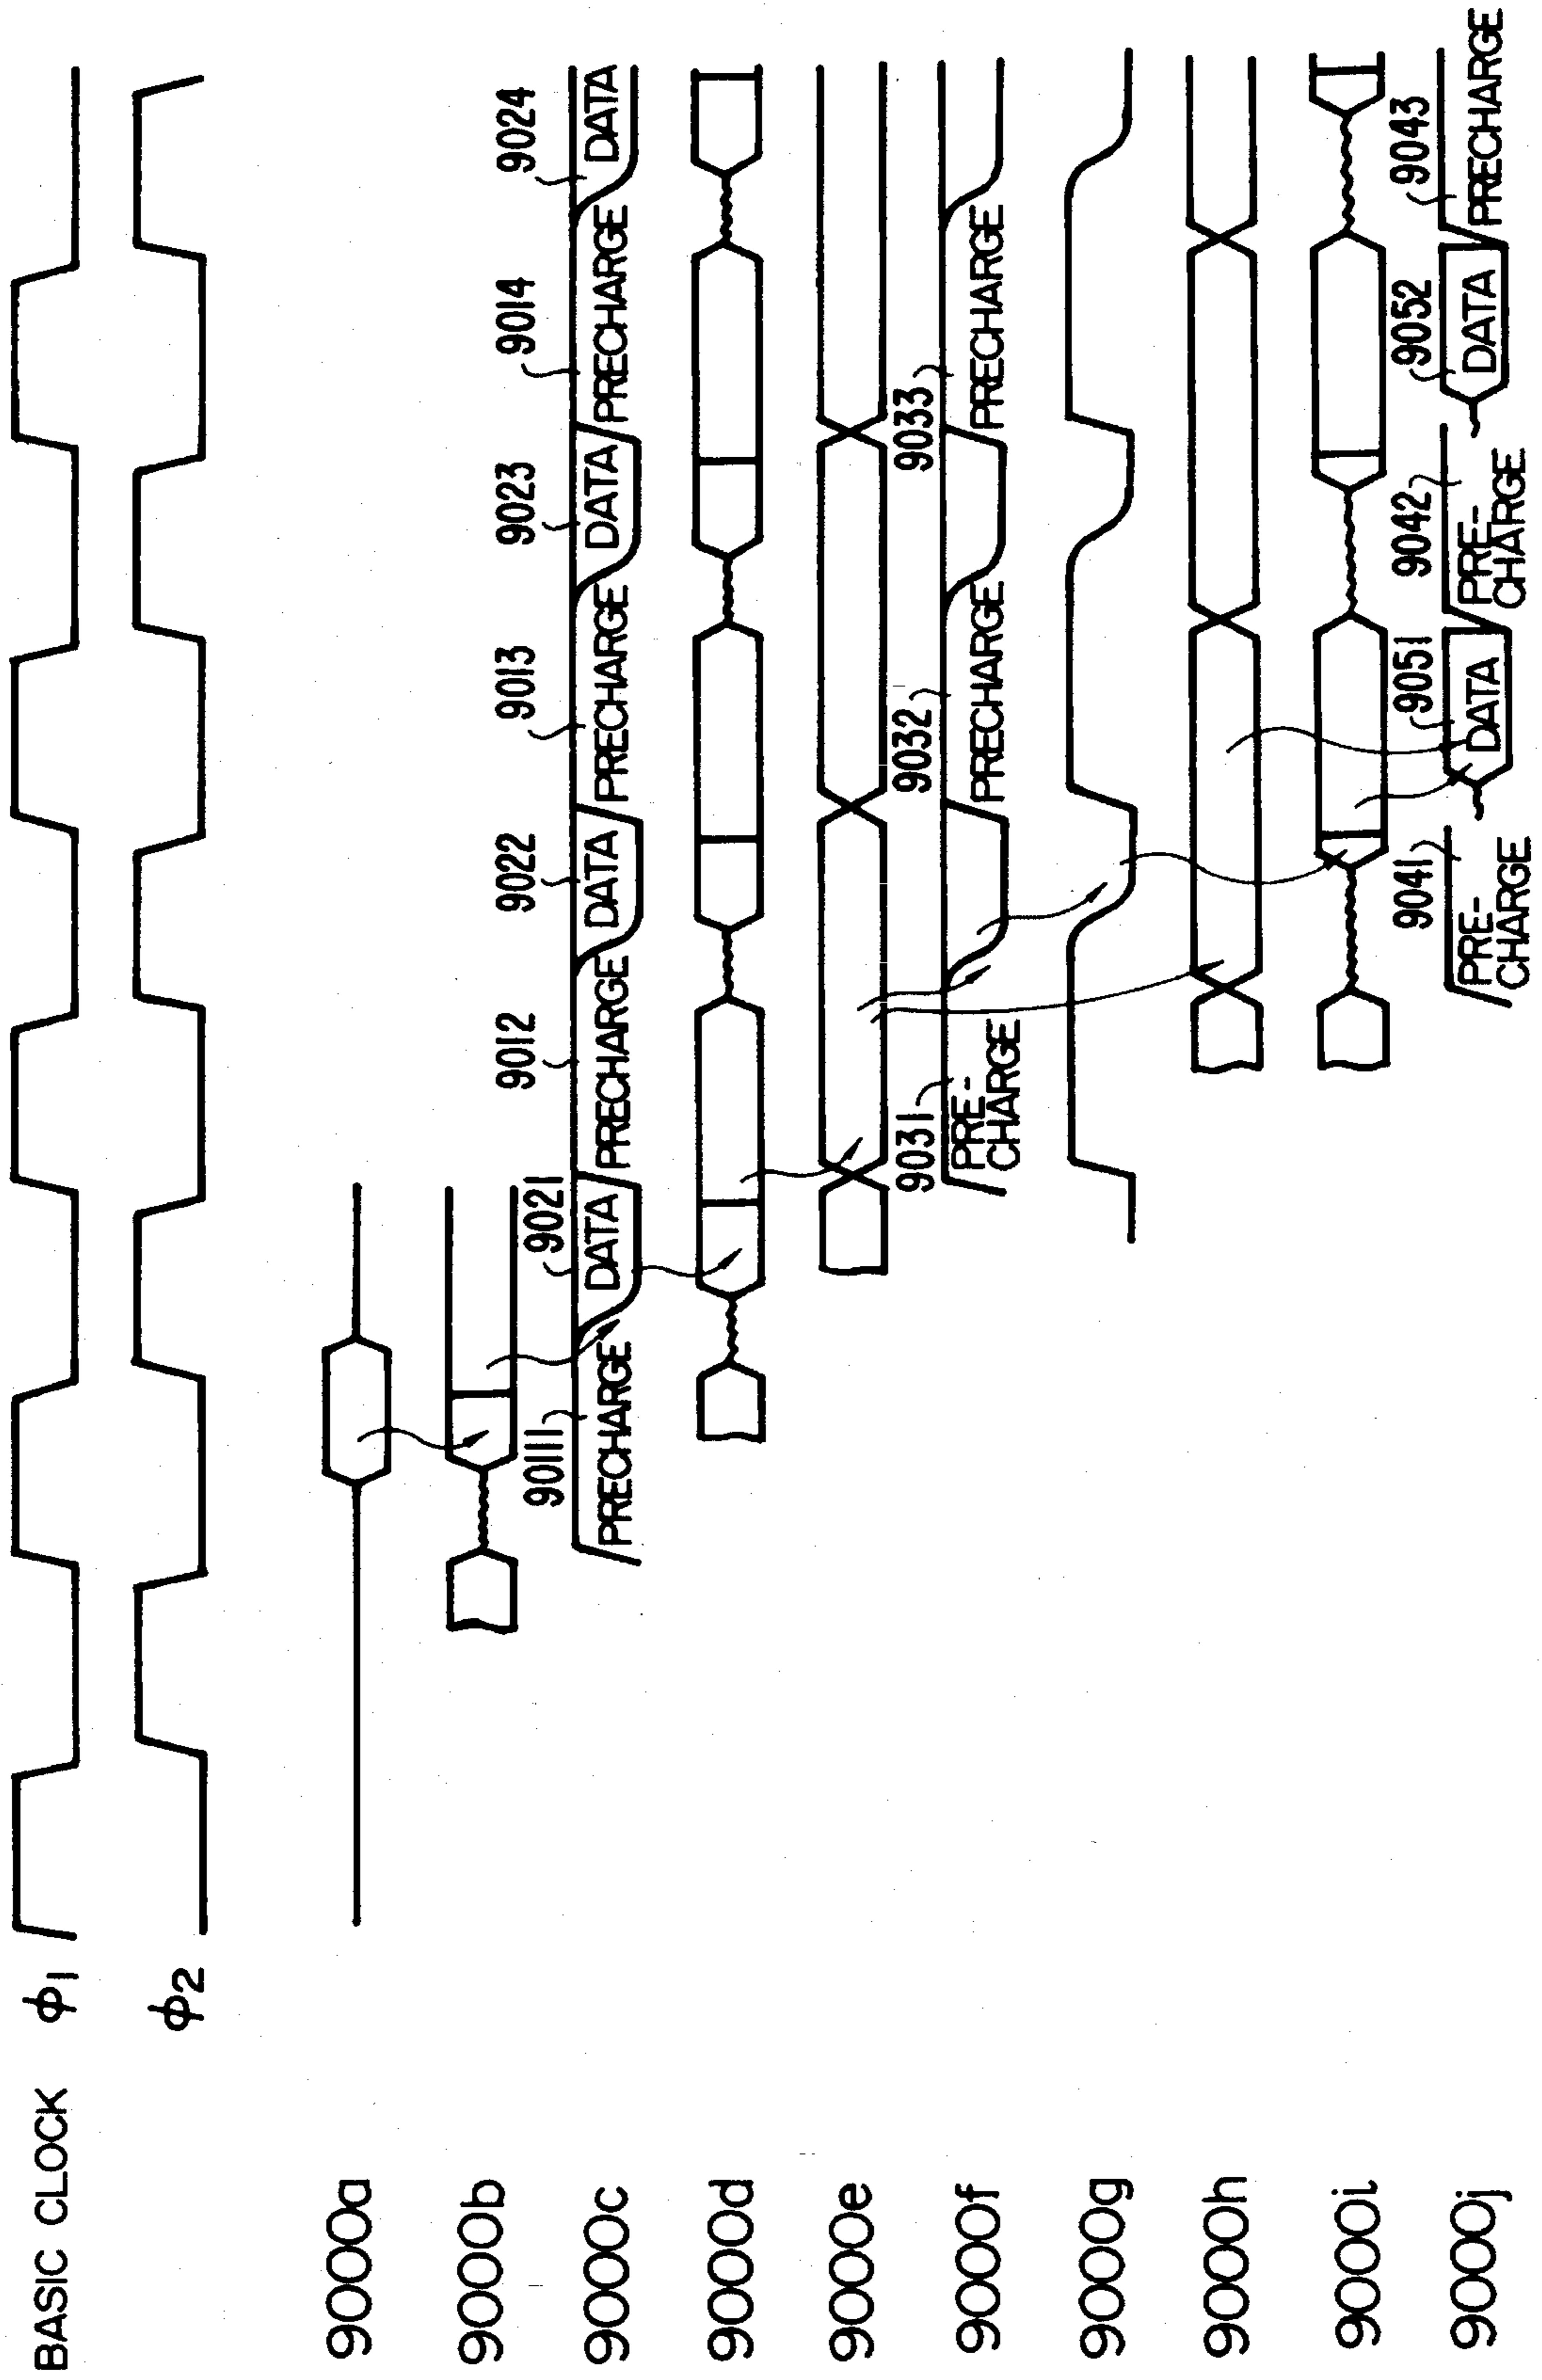 BASIC CLOCK φ1
φ2
9000a
9000b
9000c
90111
PRECHARGE
9021
DATA
9012
PRECHARGE
9022
DATA
9013
PRECHARGE
9023
DATA
9014
PRECHARGE
9024
DATA
9000d
9000e
9000f
9031
PRE-
CHARGE
9032
PRECHARGE
9033
PRECHARGE
9000g
9000h
9000i
9000j
9041
PRE-
CHARGE
9051
DATA
9042
PRE-
CHARGE
9052
DATA
9043
PRECHARGE